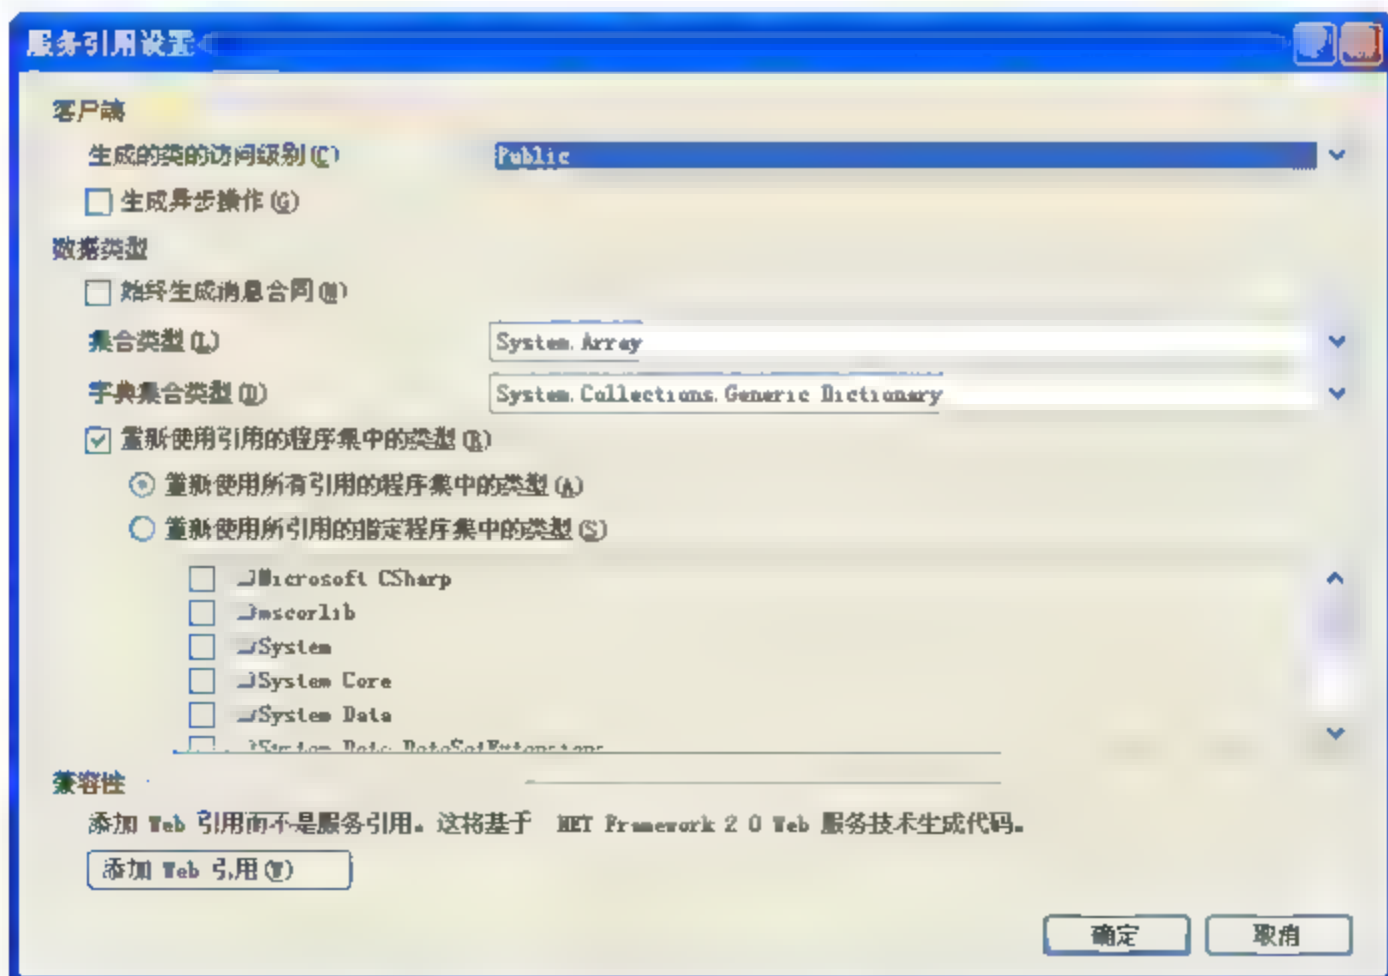 服务引用设置
客户端
生成的类的访问级别(C) Public
生成异步操作(G)
数据类型
始终生成消息合同(M)
集合类型(L) System.Array
字典集合类型(D) System.Collections.Generic.Dictionary
重新使用引用的程序集中的类型(R)
重新使用所有引用的程序集中的类型(A)
重新使用所引用的指定程序集中的类型(S)
Microsoft.CSharp
mscorlib
System
System.Core
System.Data
System.Data.DataSetExtensions
兼容性
添加 Web 引用而不是服务引用。这将基于 .NET Framework 2.0 Web 服务技术生成代码。
添加 Web 引用(W)
确定 取消